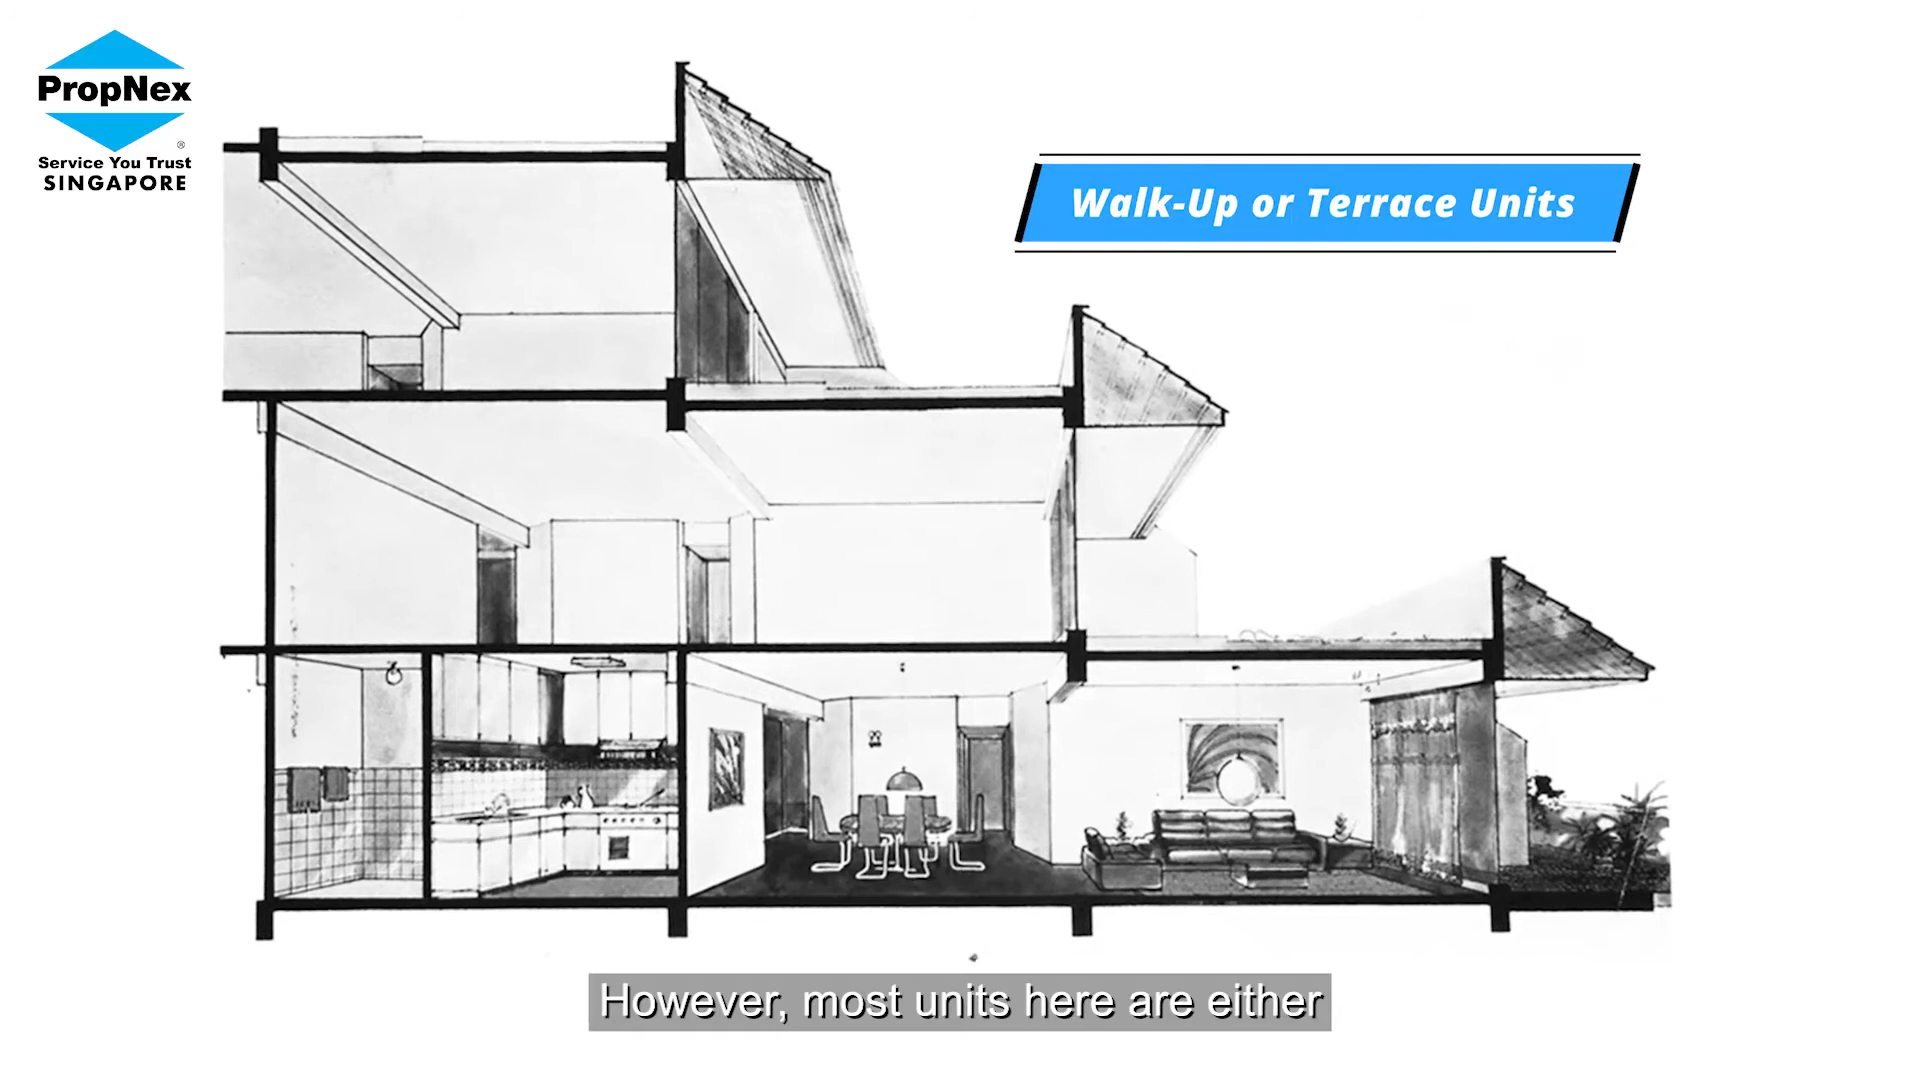 PropNex
®
Service You Trust
SINGAPORE
Walk-Up or Terrace Units
However, most units here are either